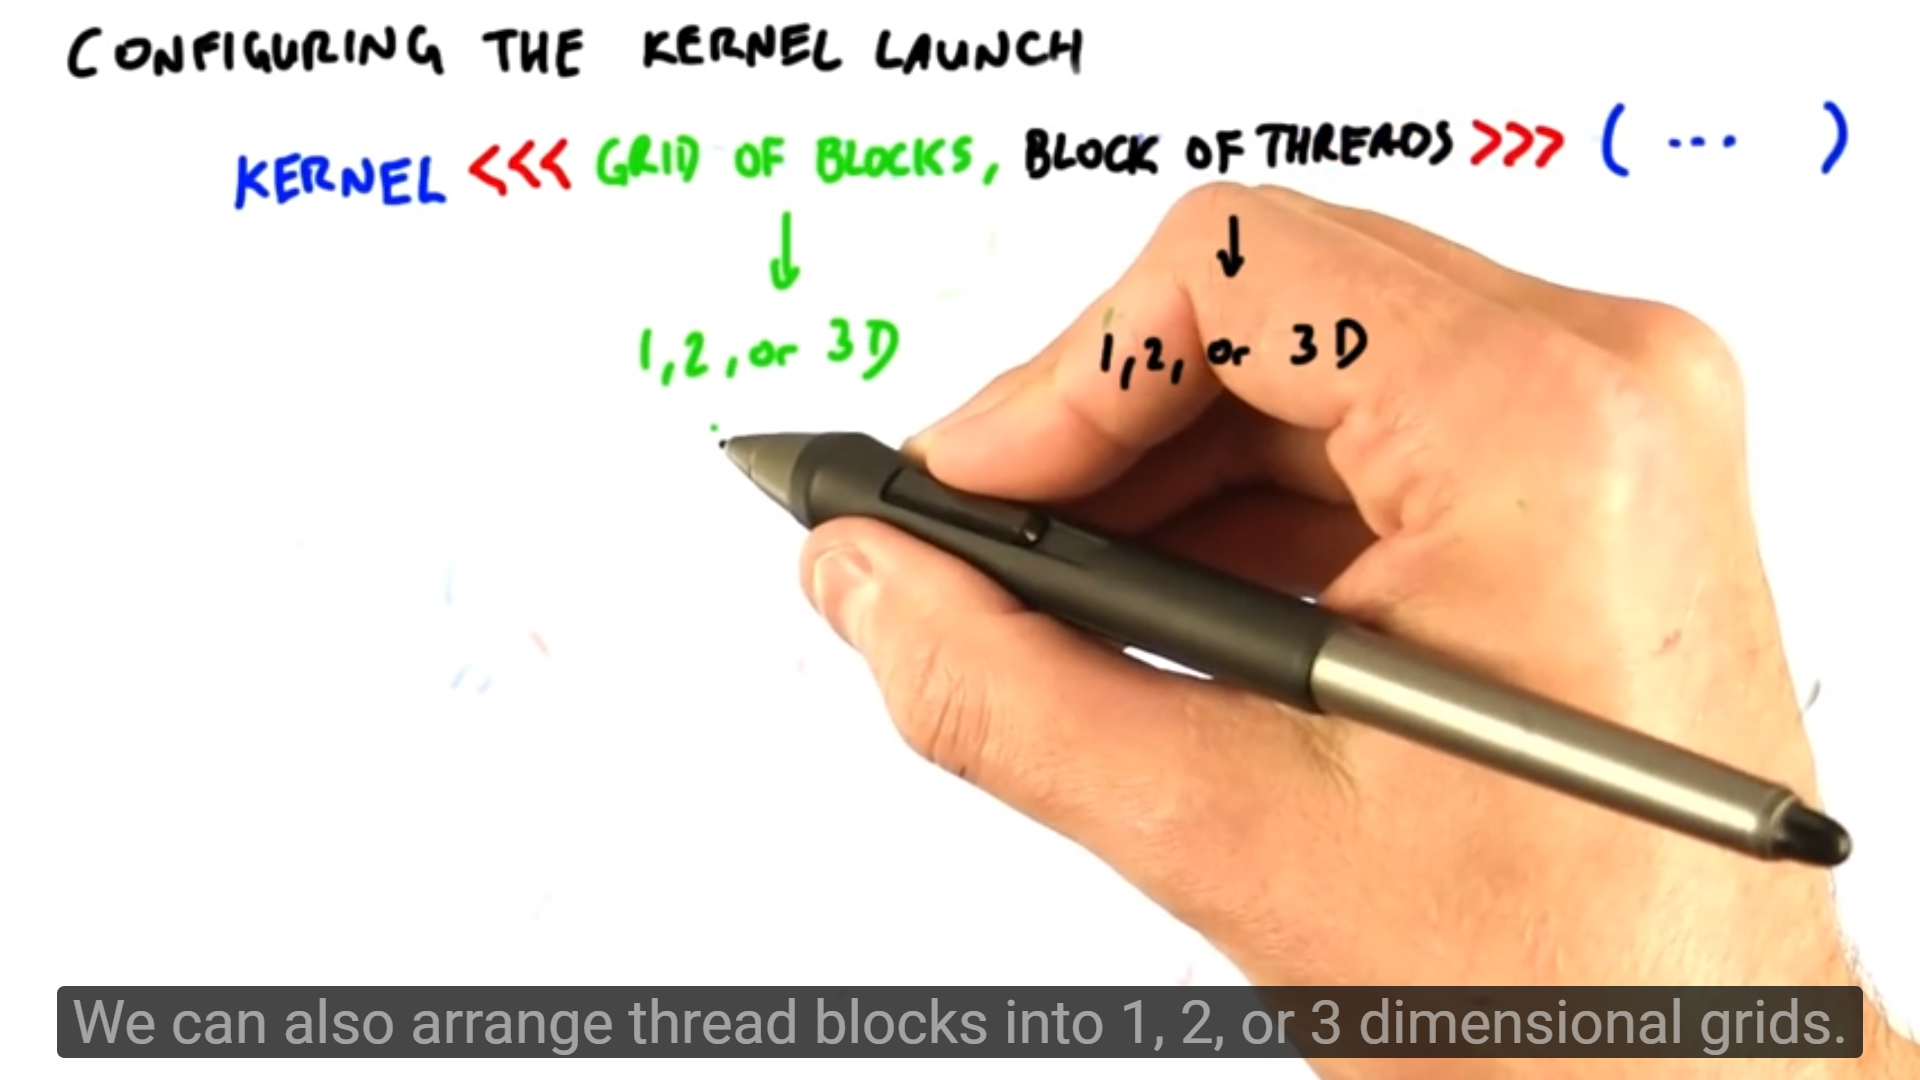 CONFIGURING THE KERNEL LAUNCH
KERNEL <<< GRID OF BLOCKS, BLOCK OF THREADS >>> ( ... )
1, 2, or 3D 1, 2, or 3D
We can also arrange thread blocks into 1, 2, or 3 dimensional grids.